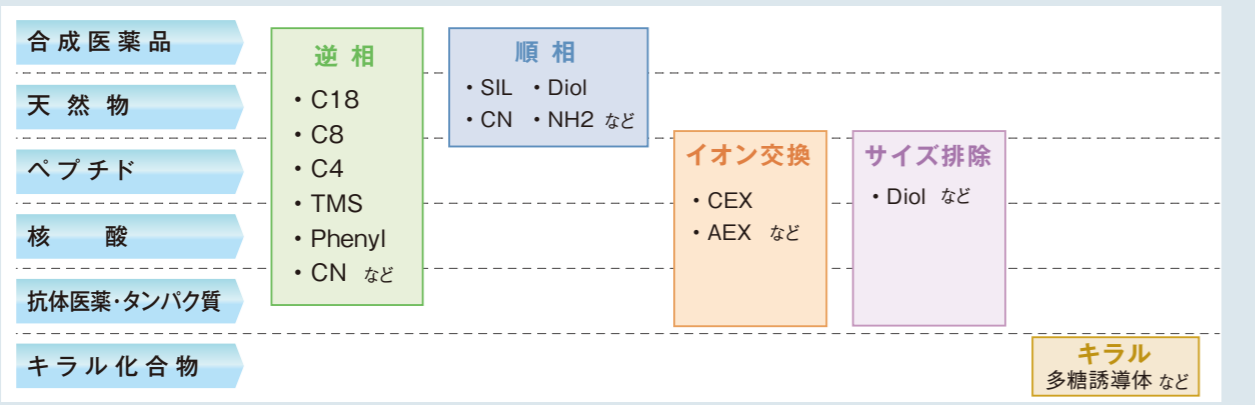 合成医薬品
天然物
ペプチド
核酸
抗体医薬・タンパク質
キラル化合物
逆相
・C18
・C8
・C4
・TMS
・Phenyl
・CN など
順相
・SIL ・Diol
・CN ・NH2 など
イオン交換
・CEX
・AEX など
サイズ排除
・Diol など
キラル
多糖誘導体 など